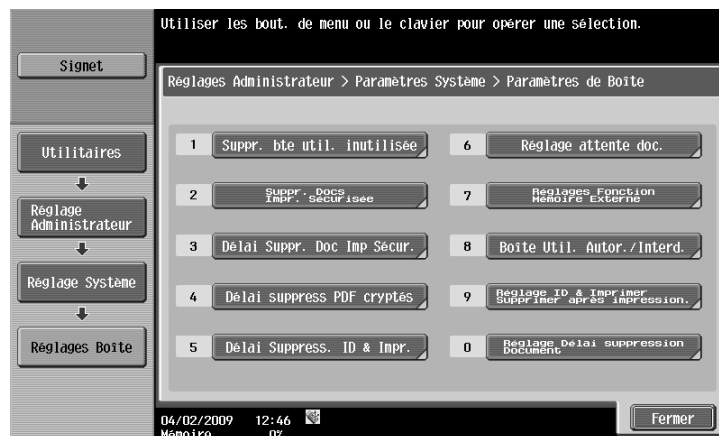 Utiliser les bout. de menu ou le clavier pour opérer une sélection.
Signet
Réglages Administrateur > Paramètres Système > Paramètres de Boîte
Utilitaires
Réglage
Administrateur
Réglage Système
Réglages Boîte
1 Suppr. bte util. inutilisée
2 Suppr. Docs
Impr. Sécurisée
3 Délai Suppr. Doc Imp Sécur.
4 Délai suppress PDF cryptés
5 Délai Suppress. ID & Impr.
6 Réglage attente doc.
7 Réglages Fonction
Mémoire Externe
8 Boîte Util. Autor./Interd.
9 Réglage ID & Imprimer
Supprimer après impression.
0 Réglage Délai suppression
Document
04/02/2009 12:46
Mémoire 0%
Fermer